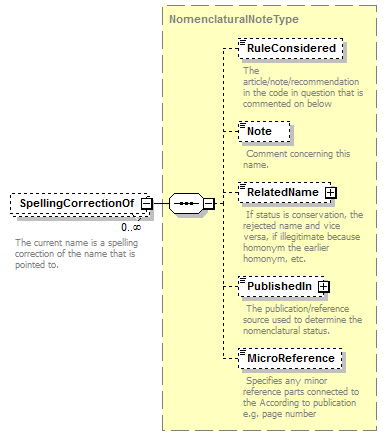 NomenclaturalNoteType
RuleConsidered
The
article/note/recommendation
in the code in question that is
commented on below
Note
Comment concerning this
name.
SpellingCorrectionOf
0..∞
The current name is a spelling
correction of the name that is
pointed to.
RelatedName
If status is conservation, the
rejected name and vice
versa, if illegitimate because
homonym the earlier
homonym, etc.
PublishedIn
The publication/reference
source used to determine the
nomenclatural status.
MicroReference
Specifies any minor
reference parts connected to
the According to publication
e.g. page number